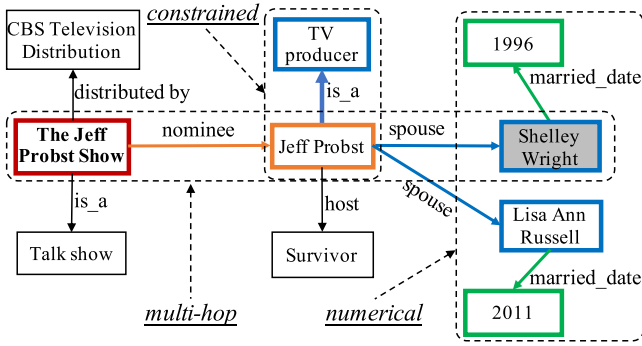 CBS Television
Distribution
constrained
TV
producer
1996
distributed by
is_a
married_date
The Jeff
Probst Show
nominee
Jeff Probst
spouse
Shelley
Wright
is_a
host
spouse
Lisa Ann
Russell
Talk show
Survivor
married_date
multi-hop
numerical
2011